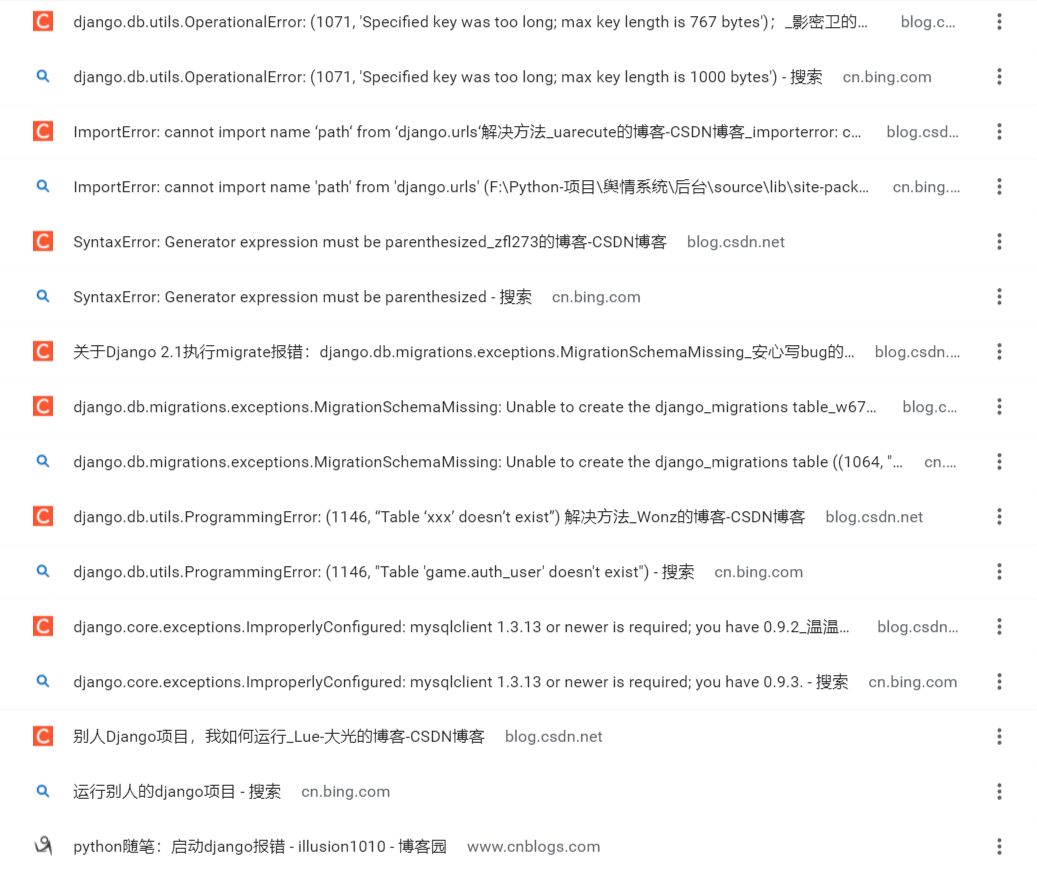 django.db.utils.OperationalError: (1071, 'Specified key was too long; max key length is 767 bytes')；_影密卫的... blog.c...
django.db.utils.OperationalError: (1071, 'Specified key was too long; max key length is 1000 bytes') - 搜索 cn.bing.com
ImportError: cannot import name ‘path‘ from ‘django.urls‘解决方法_uarecute的博客-CSDN博客_importerror: c... blog.csd...
ImportError: cannot import name 'path' from 'django.urls' (F:\Python-项目\舆情系统\后台\source\lib\site-pack... cn.bing....
SyntaxError: Generator expression must be parenthesized_zfl273的博客-CSDN博客 blog.csdn.net
SyntaxError: Generator expression must be parenthesized - 搜索 cn.bing.com
关于Django 2.1执行migrate报错：django.db.migrations.exceptions.MigrationSchemaMissing_安心写bug的... blog.csdn....
django.db.migrations.exceptions.MigrationSchemaMissing: Unable to create the django_migrations table_w67... blog.c...
django.db.migrations.exceptions.MigrationSchemaMissing: Unable to create the django_migrations table ((1064, "... cn....
django.db.utils.ProgrammingError: (1146, “Table ‘xxx’ doesn’t exist”) 解决方法_Wonz的博客-CSDN博客 blog.csdn.net
django.db.utils.ProgrammingError: (1146, "Table 'game.auth_user' doesn't exist") - 搜索 cn.bing.com
django.core.exceptions.ImproperlyConfigured: mysqlclient 1.3.13 or newer is required; you have 0.9.2_温温... blog.csdn...
django.core.exceptions.ImproperlyConfigured: mysqlclient 1.3.13 or newer is required; you have 0.9.3. - 搜索 cn.bing.com
别人Django项目，我如何运行_Lue-大光的博客-CSDN博客 blog.csdn.net
运行别人的django项目 - 搜索 cn.bing.com
python随笔：启动django报错 - illusion1010 - 博客园 www.cnblogs.com